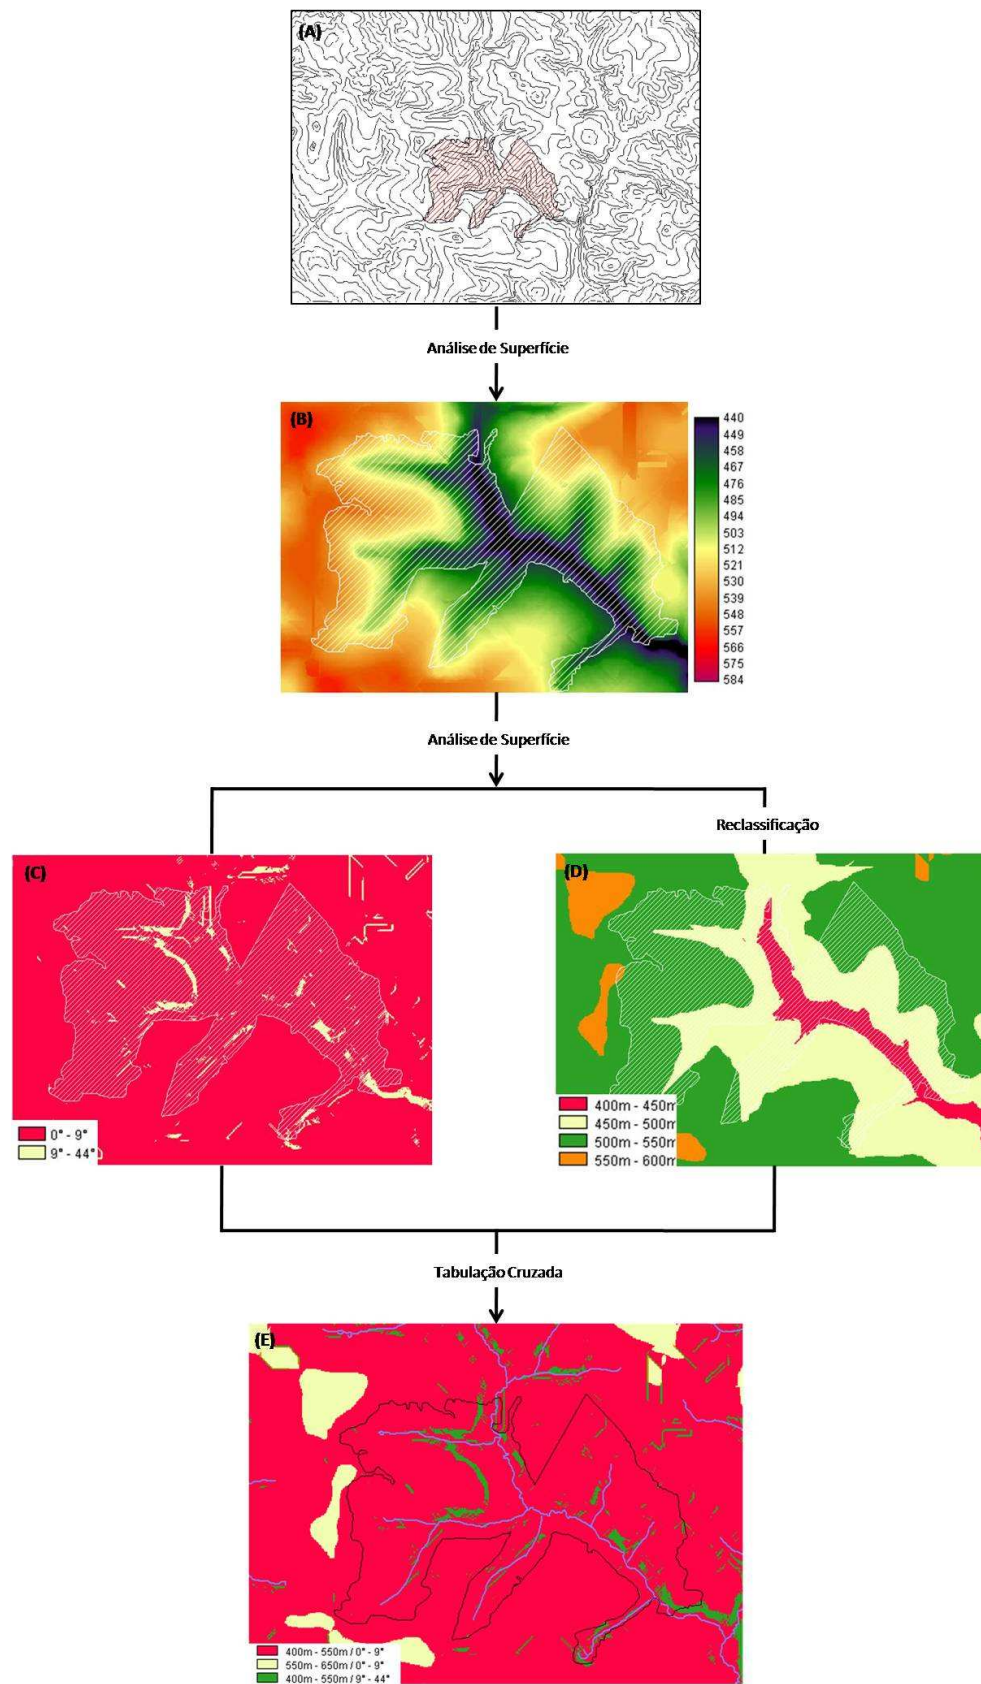 (A)
Análise de Superfície
(B)
440
449
458
467
476
485
494
503
512
521
530
539
548
557
566
575
584
Análise de Superfície
Reclassificação
(C)
0° - 9°
9° - 44°
(D)
400m - 450m
450m - 500m
500m - 550m
550m - 600m
Tabulação Cruzada
(E)
400m - 550m / 0° - 9°
550m - 650m / 0° - 9°
400m - 550m / 9° - 44°